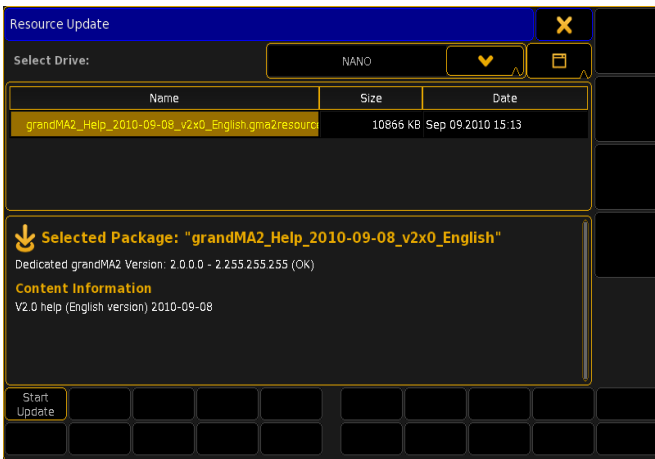 Resource Update
Select Drive:
NANO
Name Size Date
grandMA2_Help_2010-09-08_v2x0_English.gma2resource 10866 KB Sep 09.2010 15:13
Selected Package: "grandMA2_Help_2010-09-08_v2x0_English"
Dedicated grandMA2 Version: 2.0.0.0 - 2.255.255.255 (OK)
Content Information
V2.0 help (English version) 2010-09-08
Start
Update